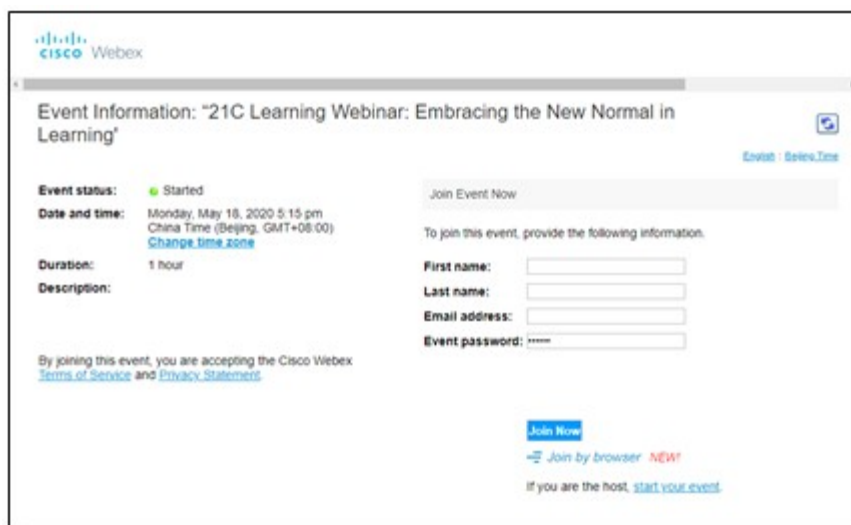 CISCO Webex
Event Information: "21C Learning Webinar: Embracing the New Normal in
Learning"
English : Beijing Time
Event status: Started
Date and time: Monday, May 18, 2020 5:15 pm
China Time (Beijing, GMT+08:00)
Change time zone
Duration: 1 hour
Description:
By joining this event, you are accepting the Cisco Webex
Terms of Service and Privacy Statement.
Join Event Now
To join this event, provide the following information.
First name:
Last name:
Email address:
Event password: ••••••
Join Now
Join by browser NEW!
If you are the host, start your event.